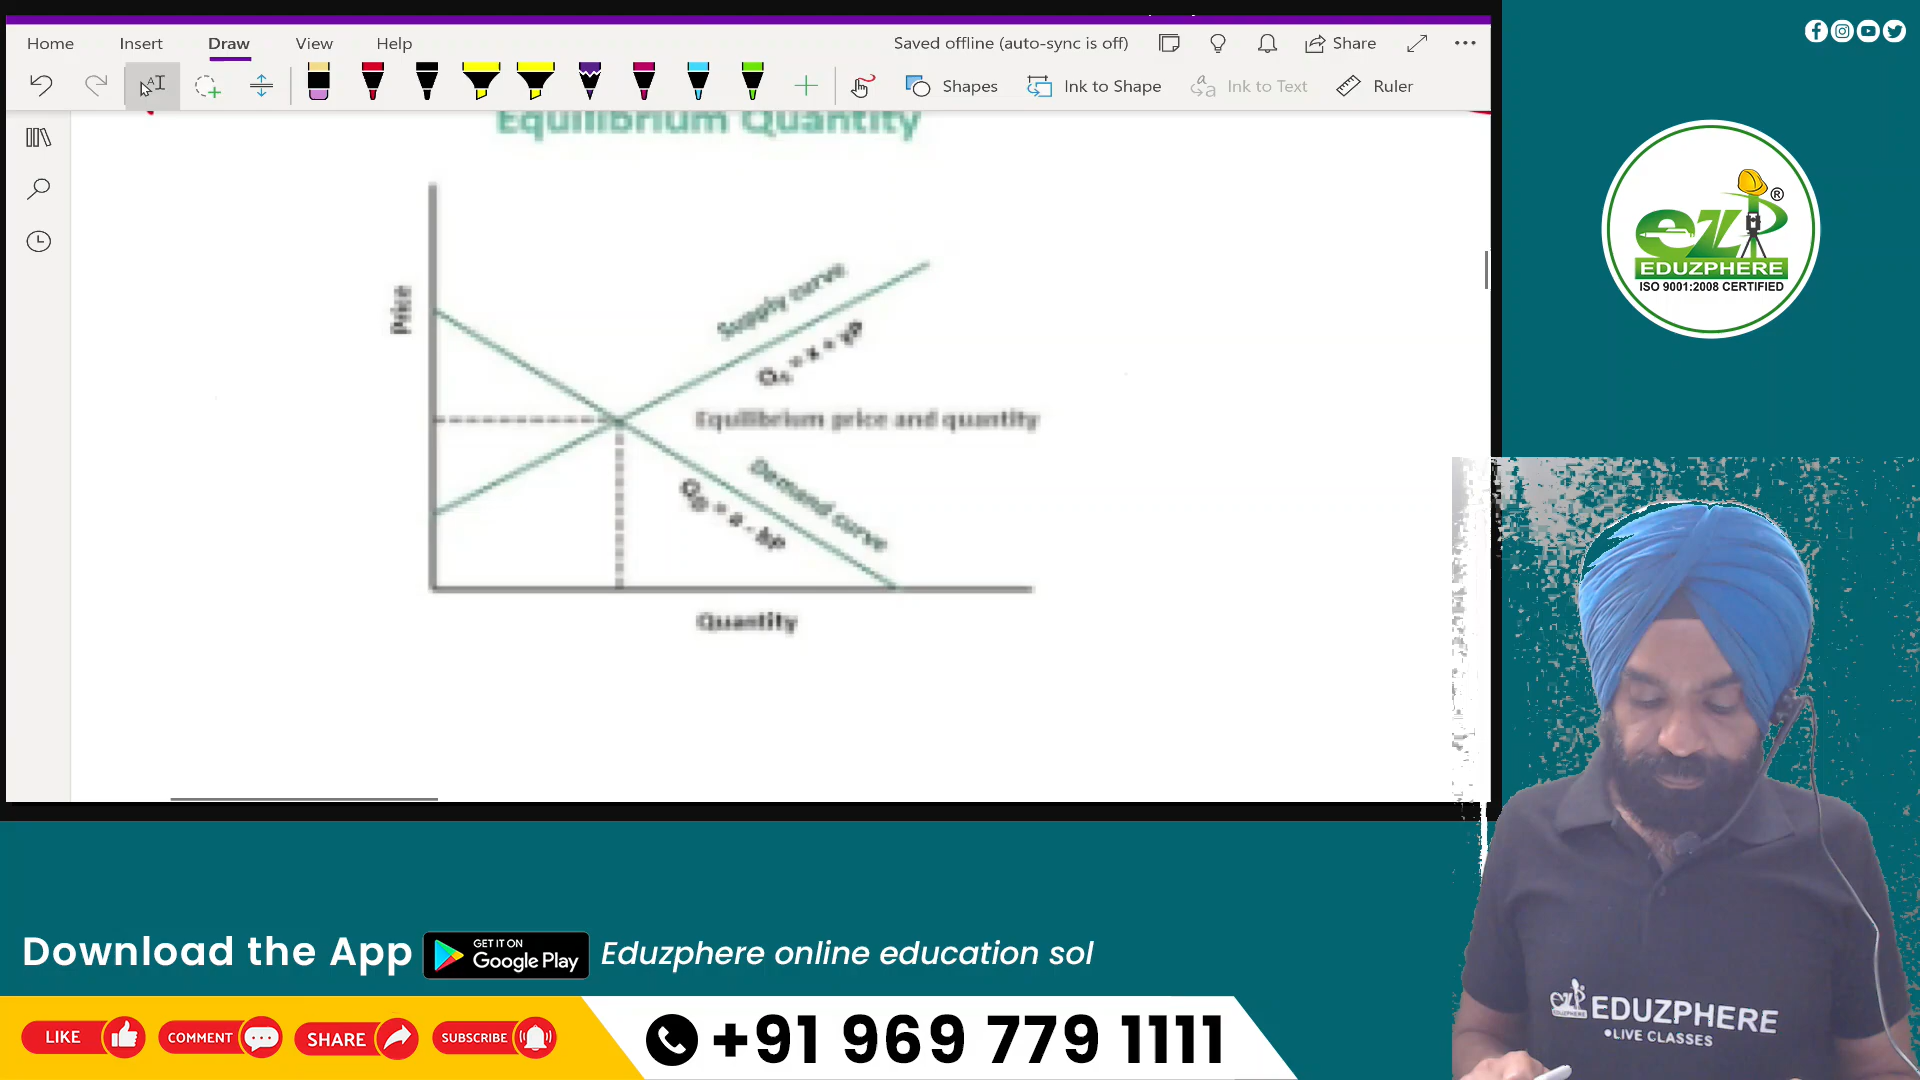 Home Insert Draw View Help Saved offline (auto-sync is off) Share
Shapes Ink to Shape Ink to Text Ruler
Equilibrium Quantity
Price
Supply curve
Equilibrium price and quantity
Demand curve
Quantity
EZP
®
EDUZPHERE
ISO 9001:2008 CERTIFIED
EDUZPHERE
•LIVE CLASSES
Download the App GET IT ON Google Play Eduzphere online education sol
LIKE COMMENT SHARE SUBSCRIBE +91 969 779 1111